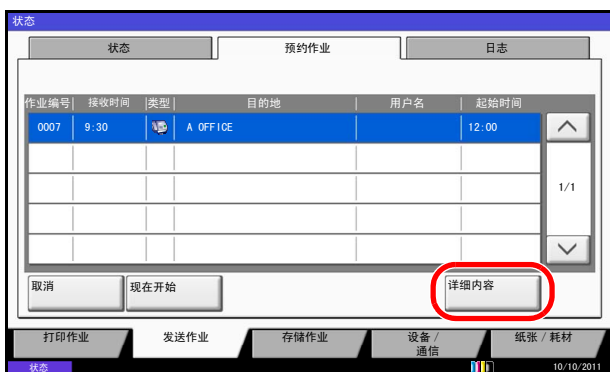 状态
状态 预约作业 日志
作业编号 接收时间 类型 目的地 用户名 起始时间
0007 9:30 A OFFICE 12:00
1/1
取消 现在开始 详细内容
打印作业 发送作业 存储作业 设备 / 通信 纸张 / 耗材
状态 10/10/2011